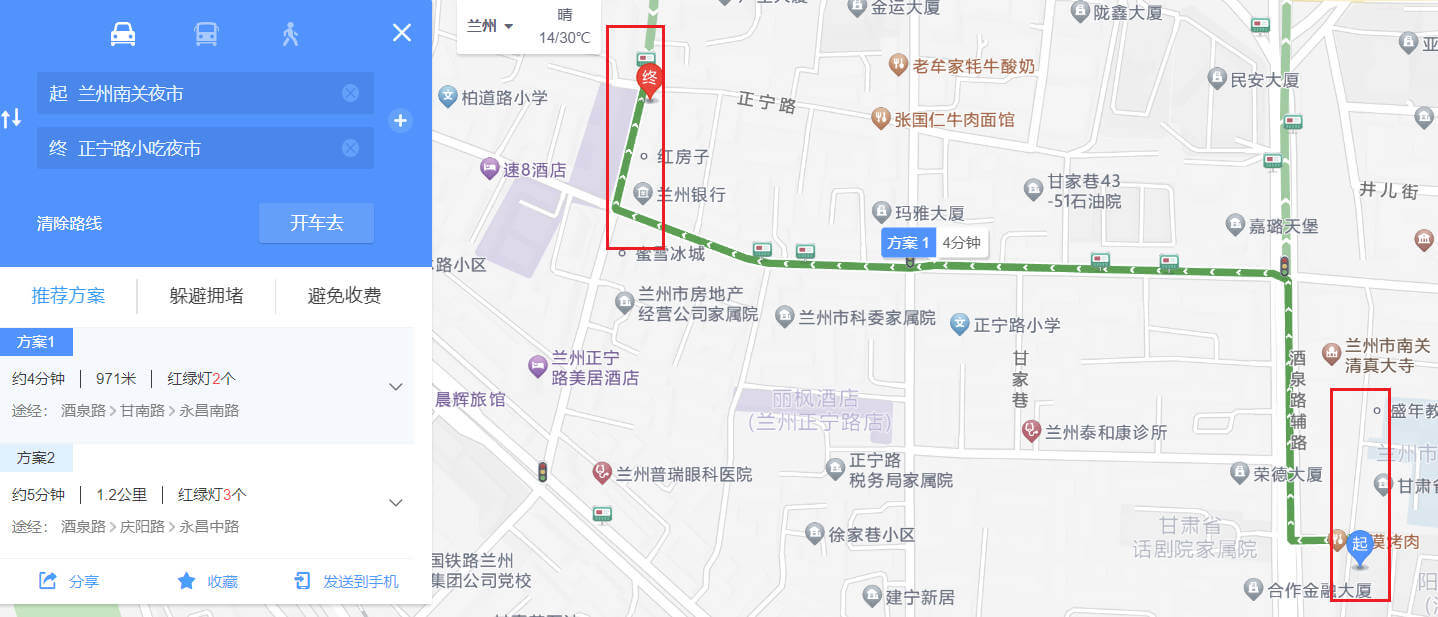 起 兰州南关夜市
终 正宁路小吃夜市
清除路线
开车去
推荐方案
躲避拥堵
避免收费
方案1
约4分钟 | 971米 | 红绿灯2个
途经: 酒泉路 > 甘南路 > 永昌南路
方案2
约5分钟 | 1.2公里 | 红绿灯3个
途经: 酒泉路 > 庆阳路 > 永昌中路
分享
收藏
发送到手机
兰州
晴
14/30℃
金运大厦
陇鑫大厦
老牟家牦牛酸奶
民安大厦
终
柏道路小学
正宁路
张国仁牛肉面馆
红房子
速8酒店
兰州银行
甘家巷43
-51石油院
井儿街
玛雅大厦
嘉璐天堡
方案 1
4分钟
蜜雪冰城
路小区
兰州市房地产
经营公司家属院
兰州市科委家属院
正宁路小学
兰州市南关
清真大寺
兰州正宁
路美居酒店
甘家巷
酒泉路辅路
晨辉旅馆
丽枫酒店
(兰州正宁路店)
盛年教
兰州泰和康诊所
兰州市
正宁路
税务局家属院
兰州普瑞眼科医院
荣德大厦
甘肃省
甘肃省
话剧院家属院
徐家巷小区
起
漠烤肉
国铁路兰州
集团公司党校
合作金融大厦
建宁新居